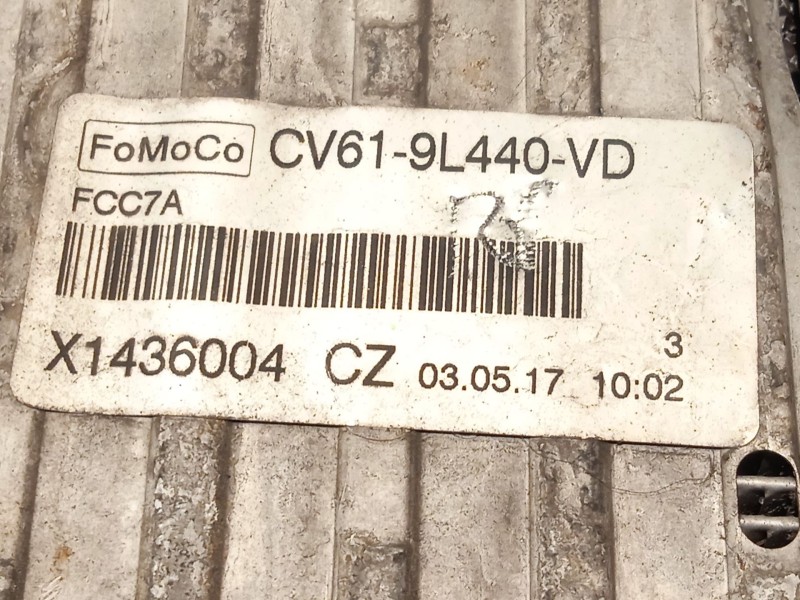 FoMoCo CV61-9L440-VD
FCC7A
3
X1436004 CZ 03.05.17 10:02